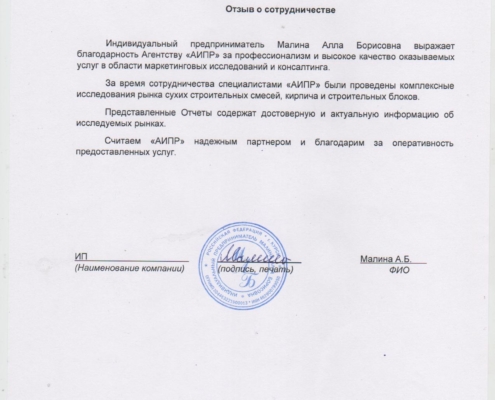 Отзыв о сотрудничестве
Индивидуальный предприниматель Малина Алла Борисовна выражает
благодарность Агентству «АИПР» за профессионализм и высокое качество оказываемых
услуг в области маркетинговых исследований и консалтинга.
За время сотрудничества специалистами «АИПР» были проведены комплексные
исследования рынка сухих строительных смесей, кирпича и строительных блоков.
Представленные Отчеты содержат достоверную и актуальную информацию об
исследуемых рынках.
Считаем «АИПР» надежным партнером и благодарим за оперативность
предоставленных услуг.
ИП
Малина А.Б.
(Наименование компании)
(подпись, печать)
ФИО
РОССИЙСКАЯ ФЕДЕРАЦИЯ